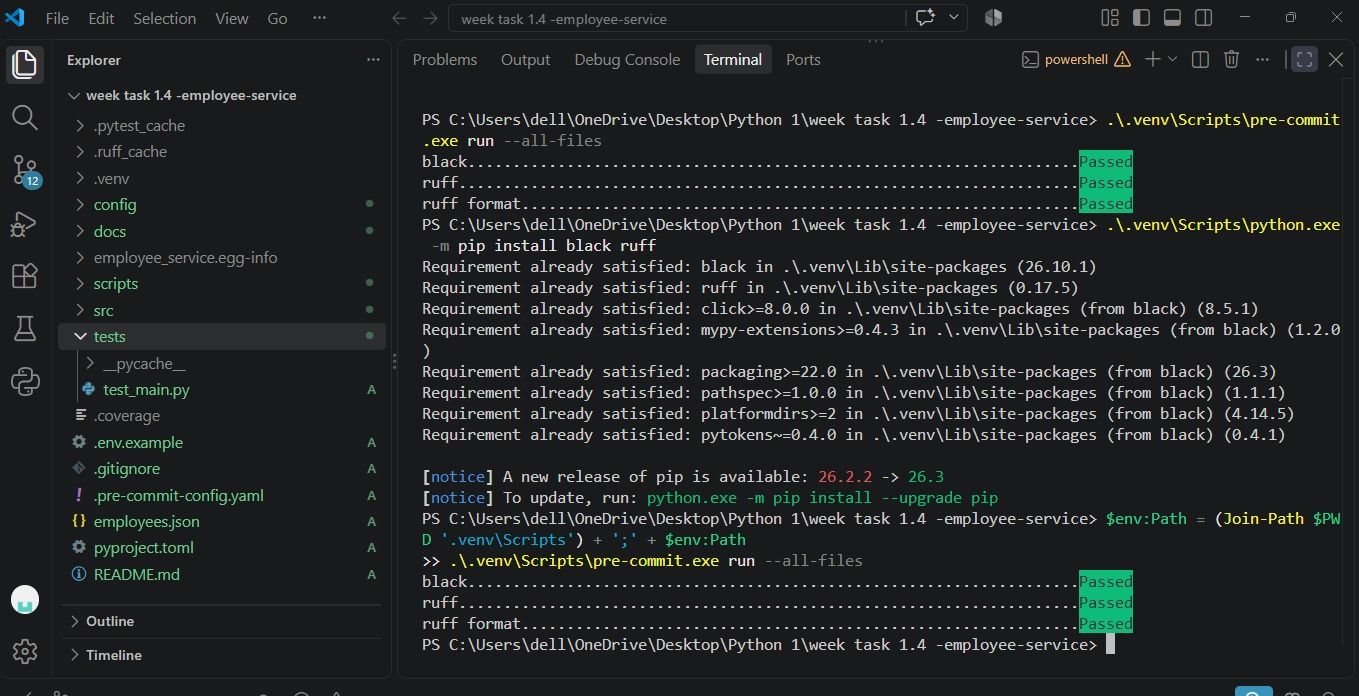 File Edit Selection View Go ···
week task 1.4 -employee-service
Explorer
week task 1.4 -employee-service
.pytest_cache
.ruff_cache
.venv
config
docs
employee_service.egg-info
scripts
src
tests
__pycache__
test_main.py A
.coverage
.env.example A
.gitignore A
.pre-commit-config.yaml A
employees.json A
pyproject.toml A
README.md A
Outline
Timeline
12
Problems Output Debug Console Terminal Ports
powershell
PS C:\Users\dell\OneDrive\Desktop\Python 1\week task 1.4 -employee-service> .\.venv\Scripts\pre-commit
.exe run --all-files
black.....................................................................Passed
ruff......................................................................Passed
ruff format...............................................................Passed
PS C:\Users\dell\OneDrive\Desktop\Python 1\week task 1.4 -employee-service> .\.venv\Scripts\python.exe
-m pip install black ruff
Requirement already satisfied: black in .\.venv\Lib\site-packages (26.10.1)
Requirement already satisfied: ruff in .\.venv\Lib\site-packages (0.17.5)
Requirement already satisfied: click>=8.0.0 in .\.venv\Lib\site-packages (from black) (8.5.1)
Requirement already satisfied: mypy-extensions>=0.4.3 in .\.venv\Lib\site-packages (from black) (1.2.0
)
Requirement already satisfied: packaging>=22.0 in .\.venv\Lib\site-packages (from black) (26.3)
Requirement already satisfied: pathspec>=1.0.0 in .\.venv\Lib\site-packages (from black) (1.1.1)
Requirement already satisfied: platformdirs>=2 in .\.venv\Lib\site-packages (from black) (4.14.5)
Requirement already satisfied: pytokens~=0.4.0 in .\.venv\Lib\site-packages (from black) (0.4.1)
[notice] A new release of pip is available: 26.2.2 -> 26.3
[notice] To update, run: python.exe -m pip install --upgrade pip
PS C:\Users\dell\OneDrive\Desktop\Python 1\week task 1.4 -employee-service> $env:Path = (Join-Path $PW
D '.venv\Scripts') + ';' + $env:Path
>> .\.venv\Scripts\pre-commit.exe run --all-files
black.....................................................................Passed
ruff......................................................................Passed
ruff format...............................................................Passed
PS C:\Users\dell\OneDrive\Desktop\Python 1\week task 1.4 -employee-service>